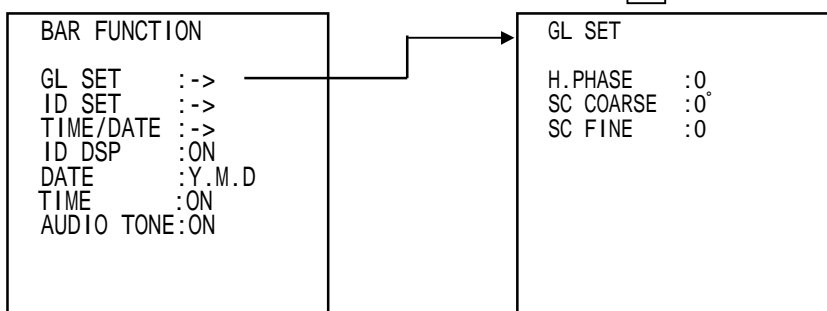 BAR FUNCTION
GL SET :->
ID SET :->
TIME/DATE :->
ID DSP :ON
DATE :Y.M.D
TIME :ON
AUDIO TONE:ON
GL SET
H.PHASE :0
SC COARSE :0°
SC FINE :0